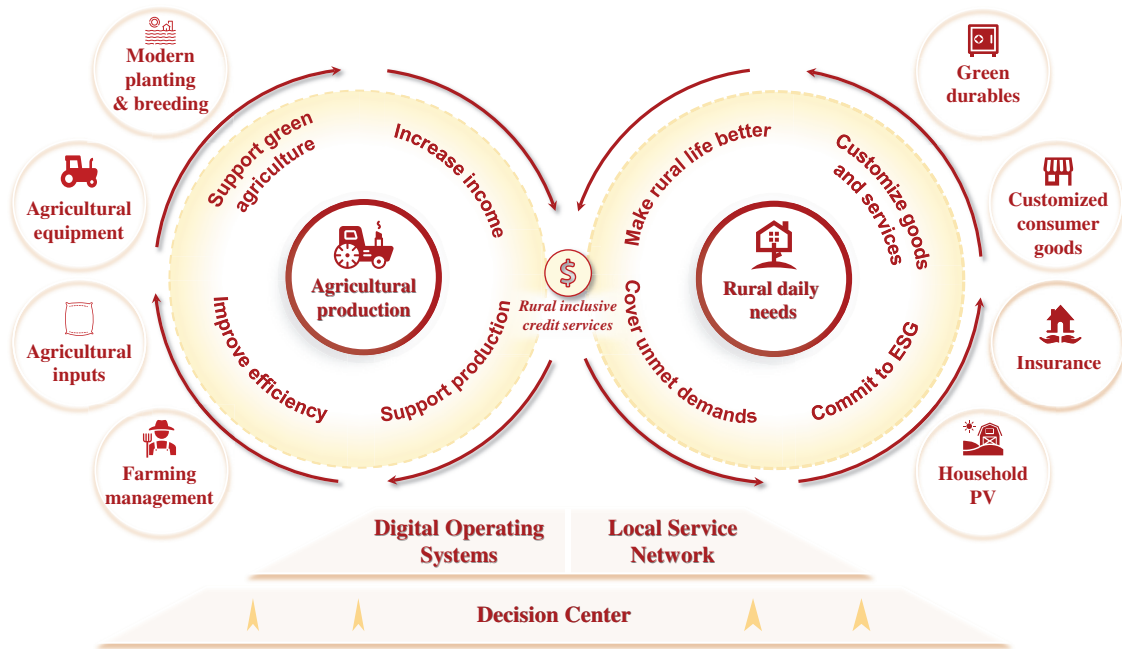 Modern
planting
& breeding
Agricultural
equipment
Agricultural
inputs
Farming
management
Support green
agriculture
Increase income
Improve efficiency
Support production
Agricultural
production
$
Rural inclusive
credit services
Make rural life better
Customize goods
and services
Cover unmet demands
Commit to ESG
Rural daily
needs
Green
durables
Customized
consumer
goods
Insurance
Household
PV
Digital Operating
Systems
Local Service
Network
Decision Center